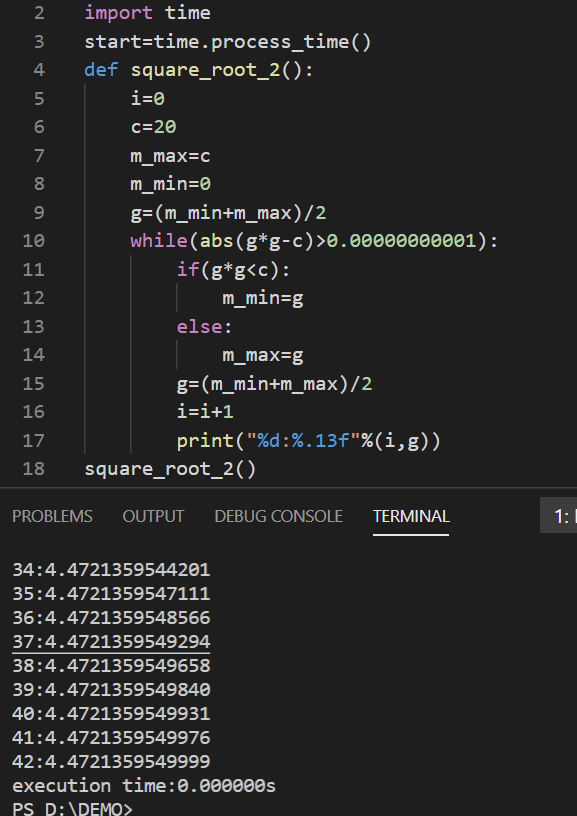 2 import time
3 start=time.process_time()
4 def square_root_2():
5     i=0
6     c=20
7     m_max=c
8     m_min=0
9     g=(m_min+m_max)/2
10     while(abs(g*g-c)>0.00000000001):
11         if(g*g<c):
12             m_min=g
13         else:
14             m_max=g
15         g=(m_min+m_max)/2
16         i=i+1
17         print("%d:%.13f"%(i,g))
18 square_root_2()
PROBLEMS OUTPUT DEBUG CONSOLE TERMINAL 1:
34:4.4721359544201
35:4.4721359547111
36:4.4721359548566
37:4.4721359549294
38:4.4721359549658
39:4.4721359549840
40:4.4721359549931
41:4.4721359549976
42:4.4721359549999
execution time:0.000000s
PS D:\DEMO>